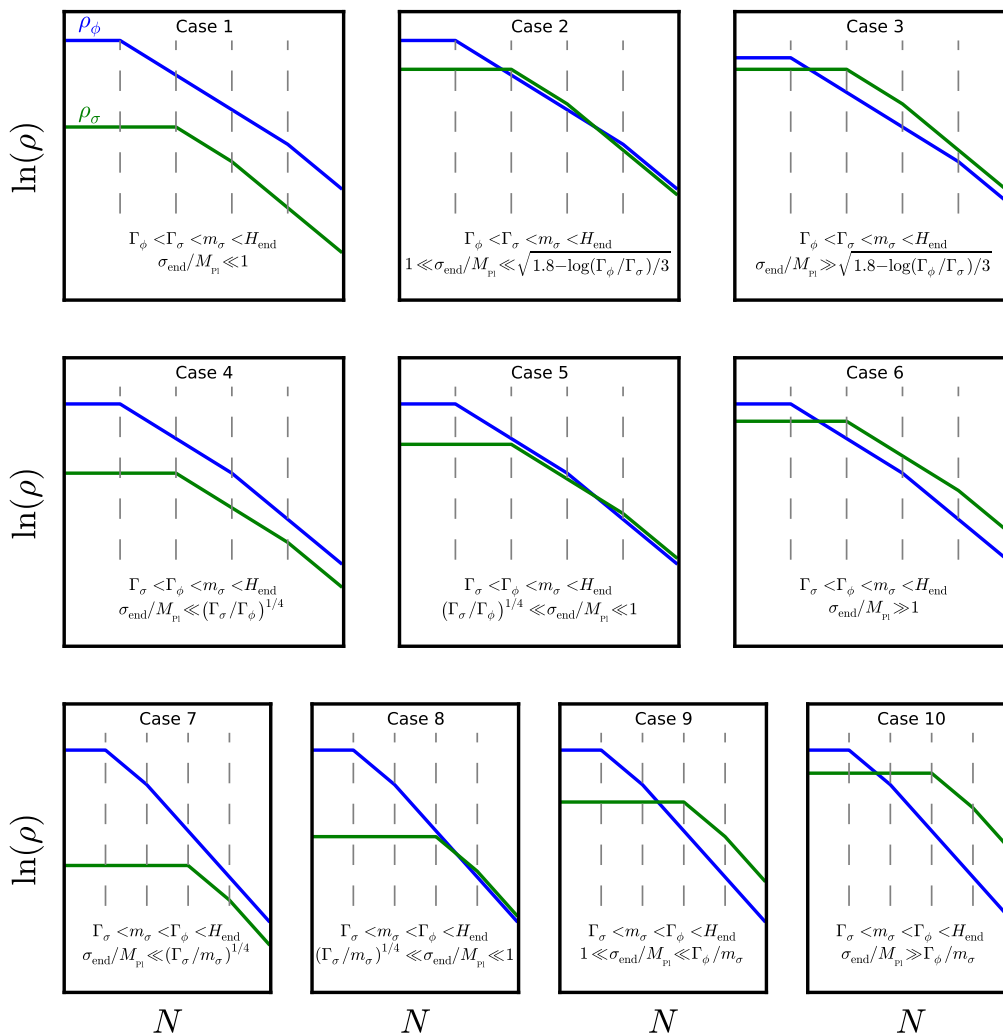 Case 1
ρ_ϕ
ρ_σ
ln(ρ)
Γ_ϕ < Γ_σ < m_σ < H_end
σ_end/M_Pl ≪ 1
Case 2
Γ_ϕ < Γ_σ < m_σ < H_end
1 ≪ σ_end/M_Pl ≪ √(1.8−log(Γ_ϕ/Γ_σ)/3)
Case 3
Γ_ϕ < Γ_σ < m_σ < H_end
σ_end/M_Pl ≫ √(1.8−log(Γ_ϕ/Γ_σ)/3)
Case 4
ln(ρ)
Γ_σ < Γ_ϕ < m_σ < H_end
σ_end/M_Pl ≪ (Γ_σ/Γ_ϕ)^{1/4}
Case 5
Γ_σ < Γ_ϕ < m_σ < H_end
(Γ_σ/Γ_ϕ)^{1/4} ≪ σ_end/M_Pl ≪ 1
Case 6
Γ_σ < Γ_ϕ < m_σ < H_end
σ_end/M_Pl ≫ 1
Case 7
ln(ρ)
Γ_σ < m_σ < Γ_ϕ < H_end
σ_end/M_Pl ≪ (Γ_σ/m_σ)^{1/4}
N
Case 8
Γ_σ < m_σ < Γ_ϕ < H_end
(Γ_σ/m_σ)^{1/4} ≪ σ_end/M_Pl ≪ 1
N
Case 9
Γ_σ < m_σ < Γ_ϕ < H_end
1 ≪ σ_end/M_Pl ≪ Γ_ϕ/m_σ
N
Case 10
Γ_σ < m_σ < Γ_ϕ < H_end
σ_end/M_Pl ≫ Γ_ϕ/m_σ
N